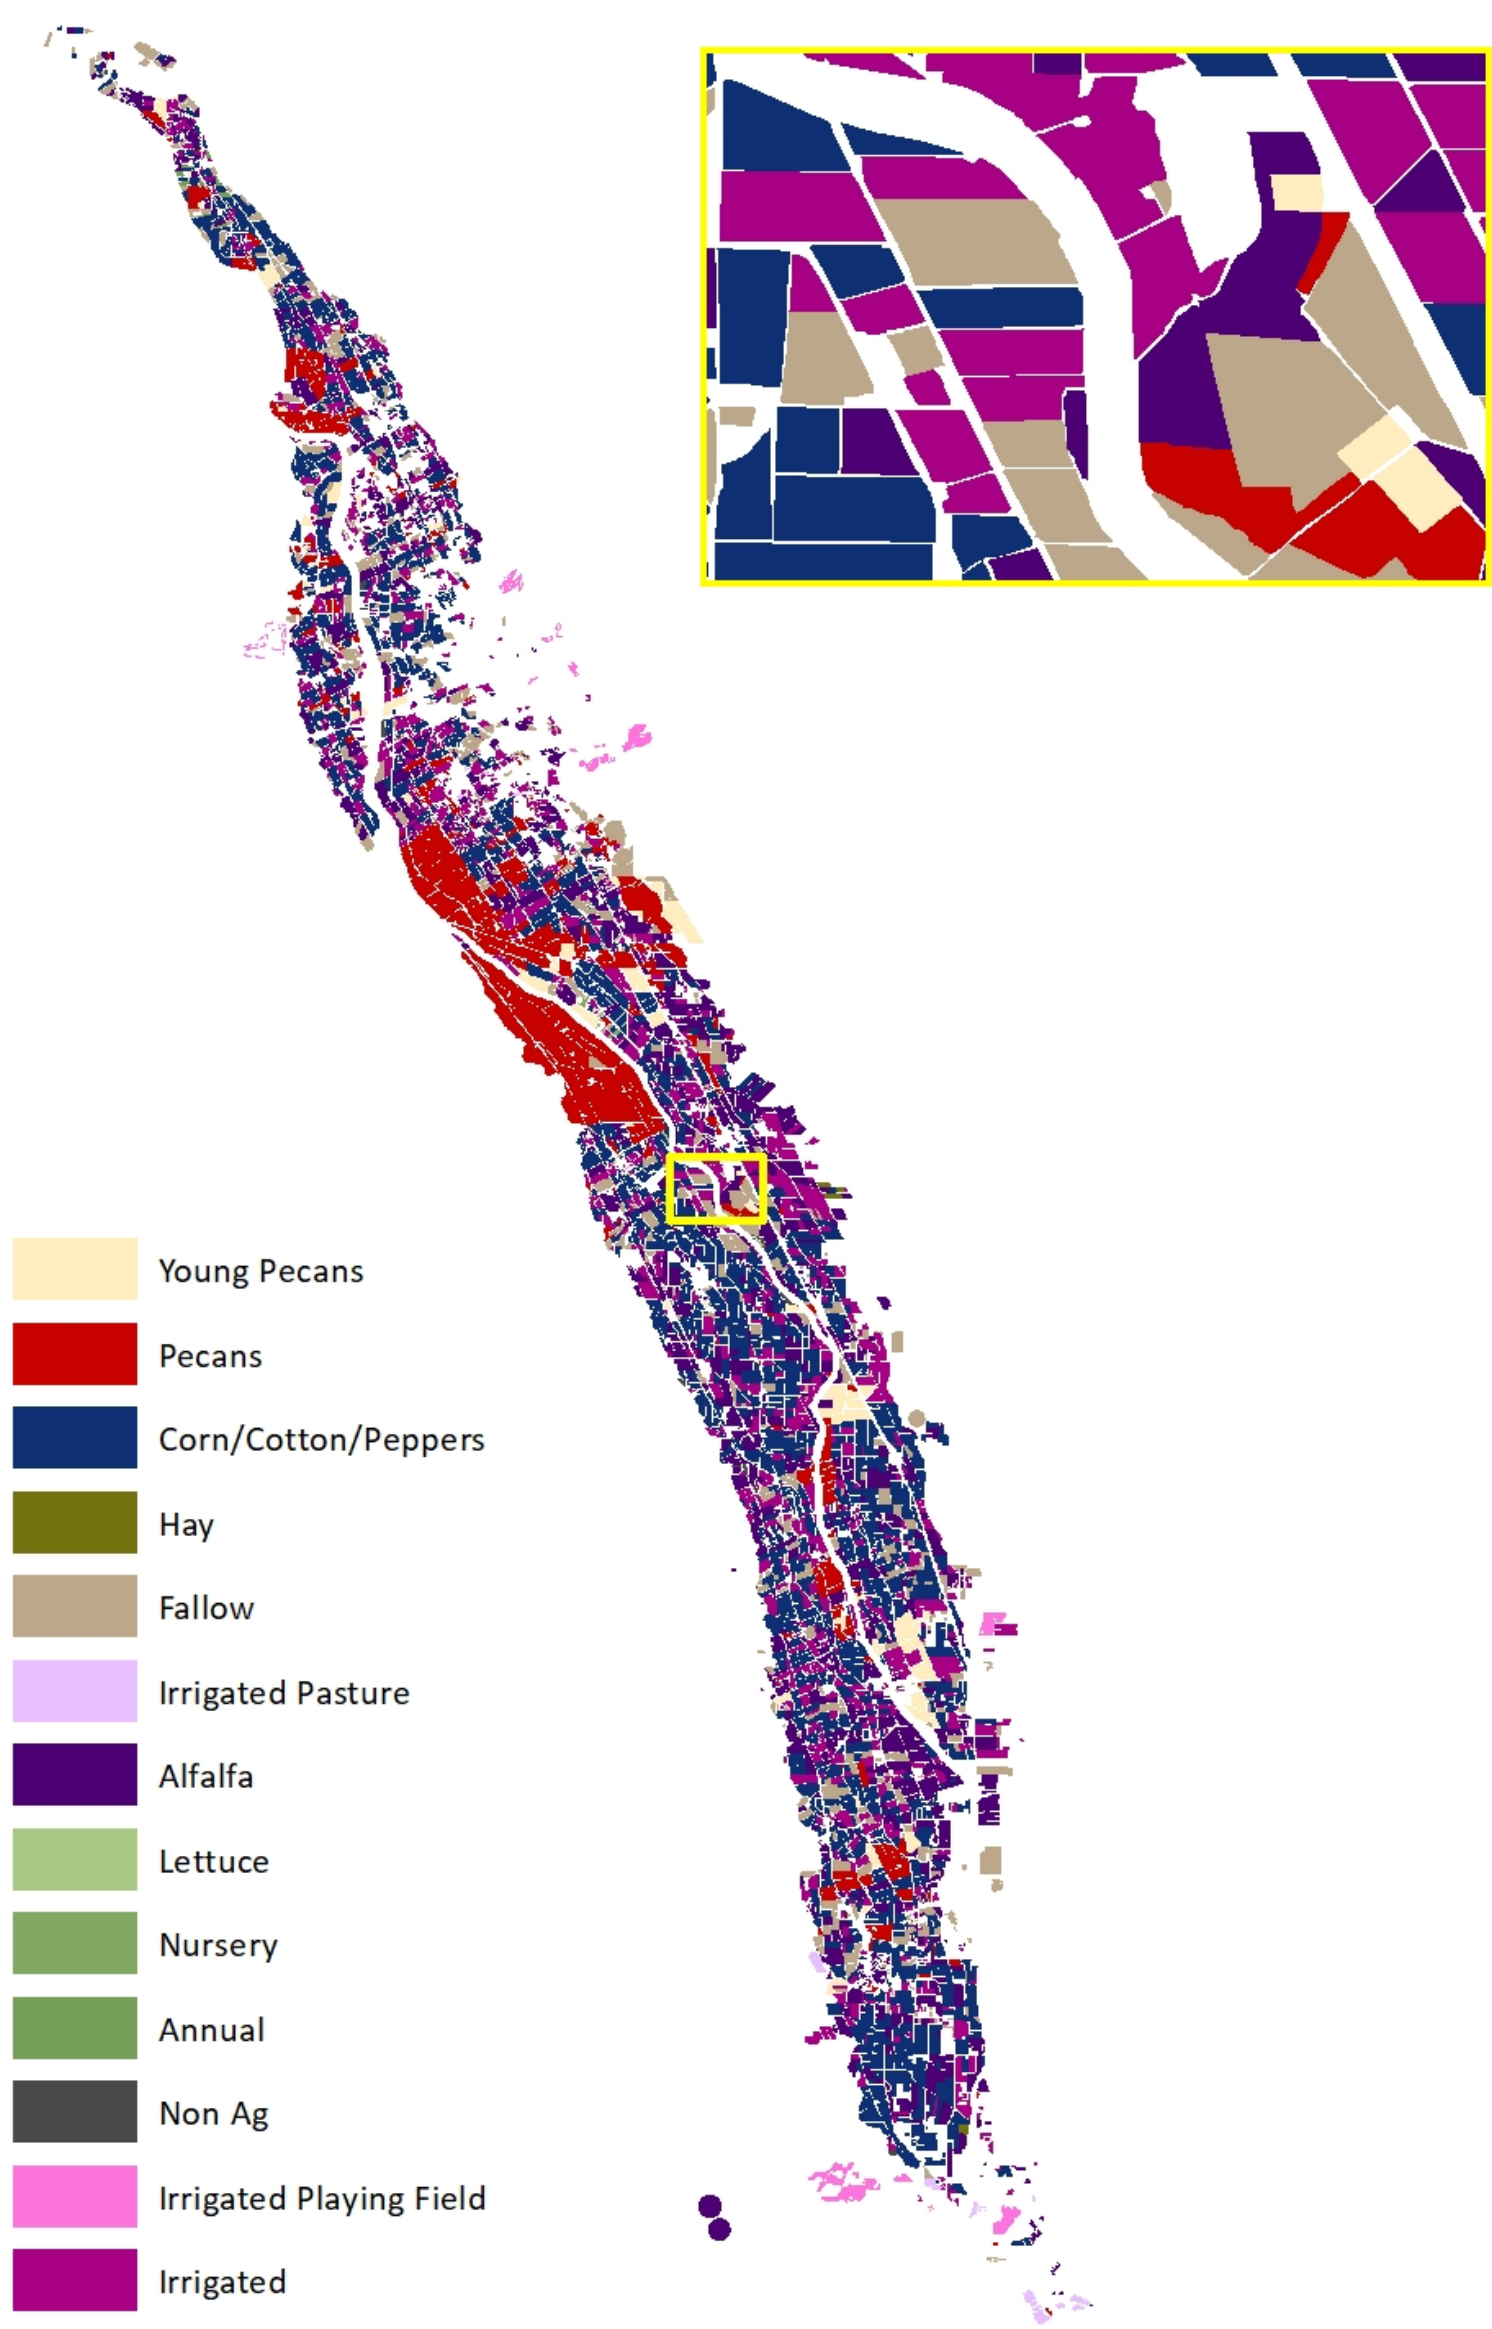 Young Pecans
Pecans
Corn/Cotton/Peppers
Hay
Fallow
Irrigated Pasture
Alfalfa
Lettuce
Nursery
Annual
Non Ag
Irrigated Playing Field
Irrigated